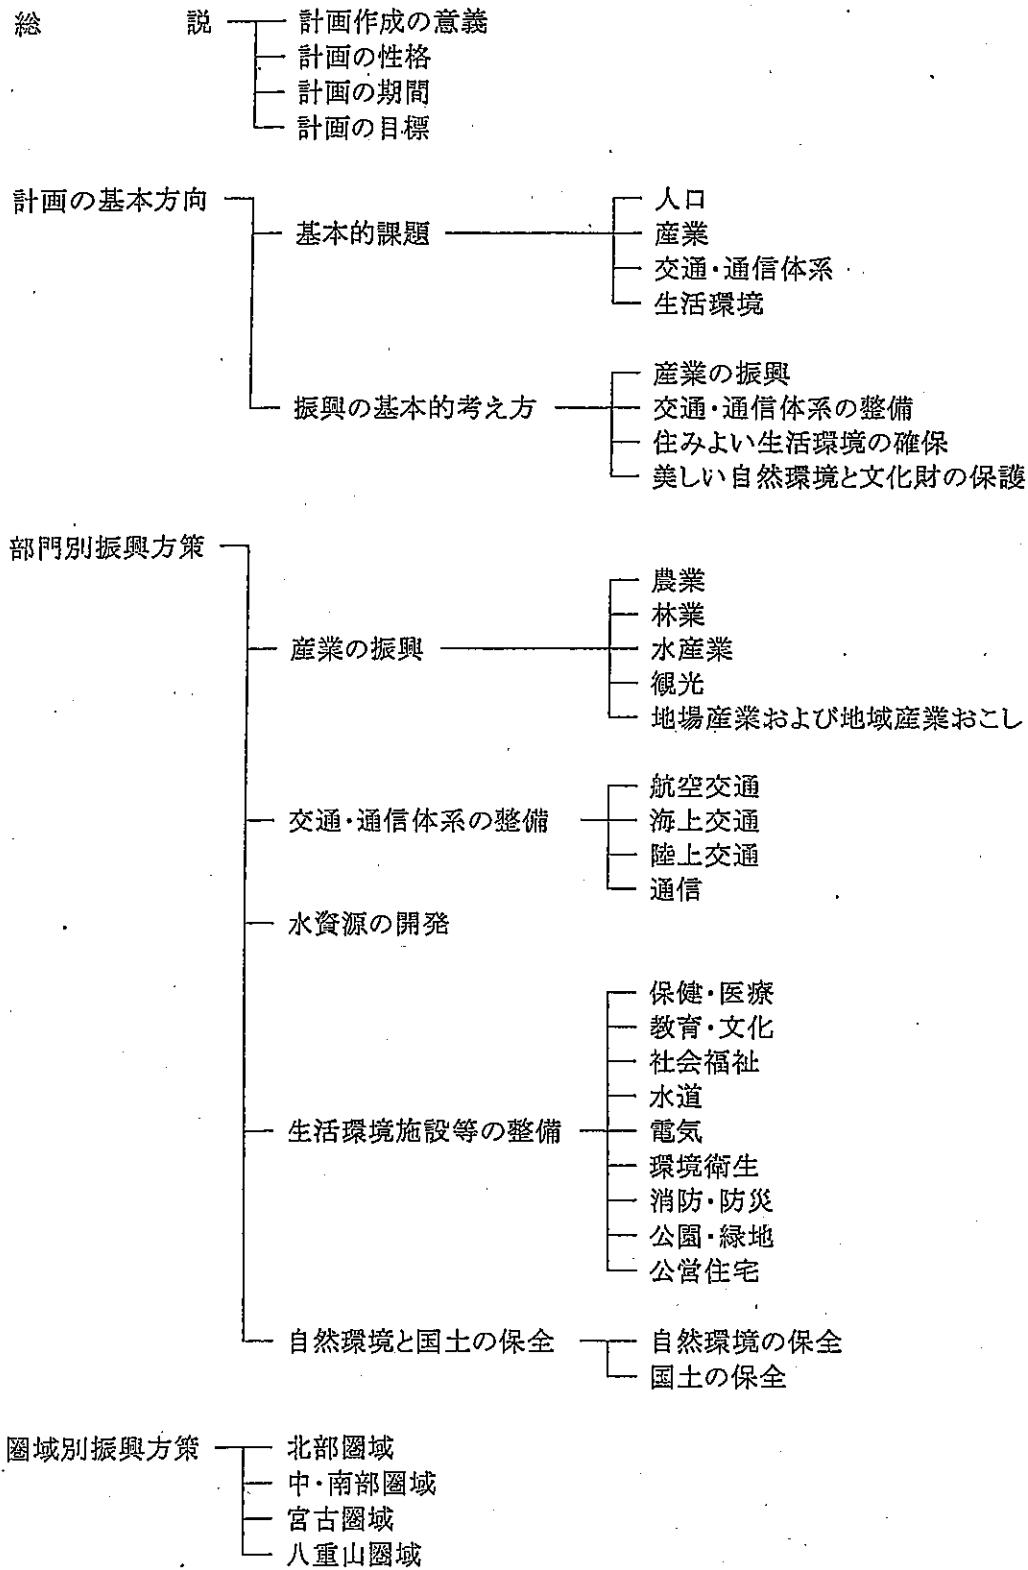 総説
計画作成の意義
計画の性格
計画の期間
計画の目標
計画の基本方向
基本的課題
人口
産業
交通・通信体系
生活環境
振興の基本的考え方
産業の振興
交通・通信体系の整備
住みよい生活環境の確保
美しい自然環境と文化財の保護
部門別振興方策
産業の振興
農業
林業
水産業
観光
地場産業および地域産業おこし
交通・通信体系の整備
航空交通
海上交通
陸上交通
通信
水資源の開発
生活環境施設等の整備
保健・医療
教育・文化
社会福祉
水道
電気
環境衛生
消防・防災
公園・緑地
公営住宅
自然環境と国土の保全
自然環境の保全
国土の保全
圏域別振興方策
北部圏域
中・南部圏域
宮古圏域
八重山圏域